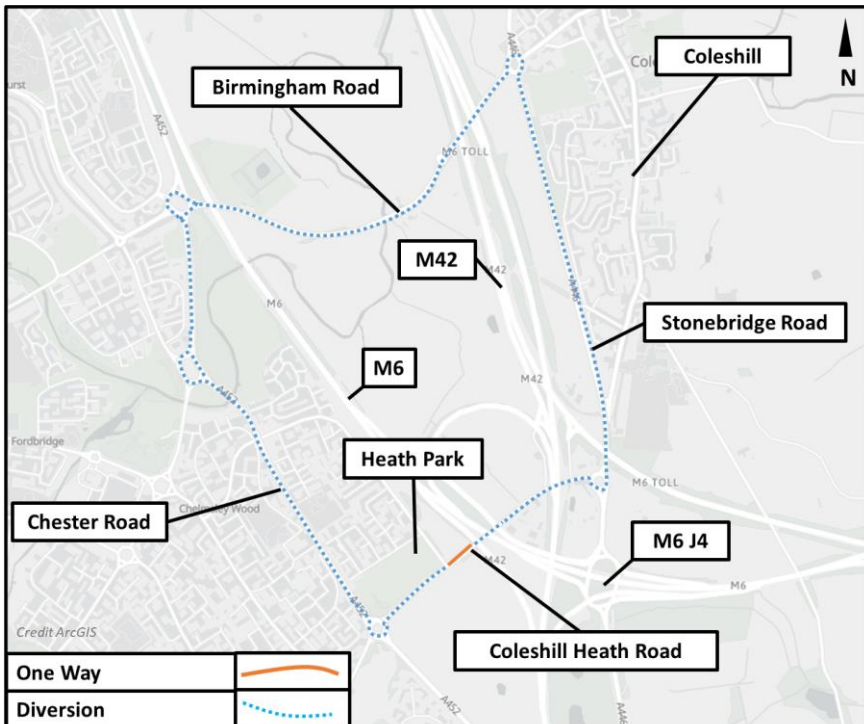 A446
Coleshill
N
Birmingham Road
A452
M6 TOLL
M42
M42
A446
Stonebridge Road
M6
M6
M42
A452
Fordbridge
Heath Park
Chelmsley Wood
M6 TOLL
Chester Road
M42
M6 J4
M6
A452
Credit ArcGIS
Coleshill Heath Road
One Way
Diversion
A452